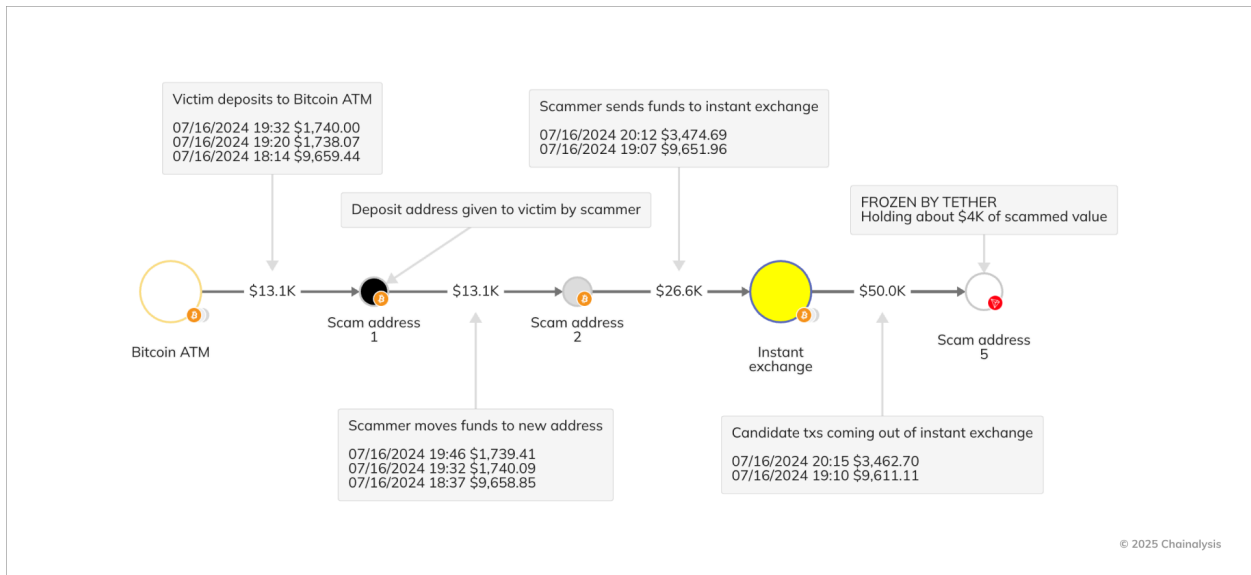 Victim deposits to Bitcoin ATM
07/16/2024 19:32 $1,740.00
07/16/2024 19:20 $1,738.07
07/16/2024 18:14 $9,659.44
Scammer sends funds to instant exchange
07/16/2024 20:12 $3,474.69
07/16/2024 19:07 $9,651.96
Deposit address given to victim by scammer
FROZEN BY TETHER
Holding about $4K of scammed value
$13.1K
$13.1K
$26.6K
$50.0K
Bitcoin ATM
Scam address
1
Scam address
2
Instant
exchange
Scam address
5
Scammer moves funds to new address
07/16/2024 19:46 $1,739.41
07/16/2024 19:32 $1,740.09
07/16/2024 18:37 $9,658.85
Candidate txs coming out of instant exchange
07/16/2024 20:15 $3,462.70
07/16/2024 19:10 $9,611.11
© 2025 Chainalysis